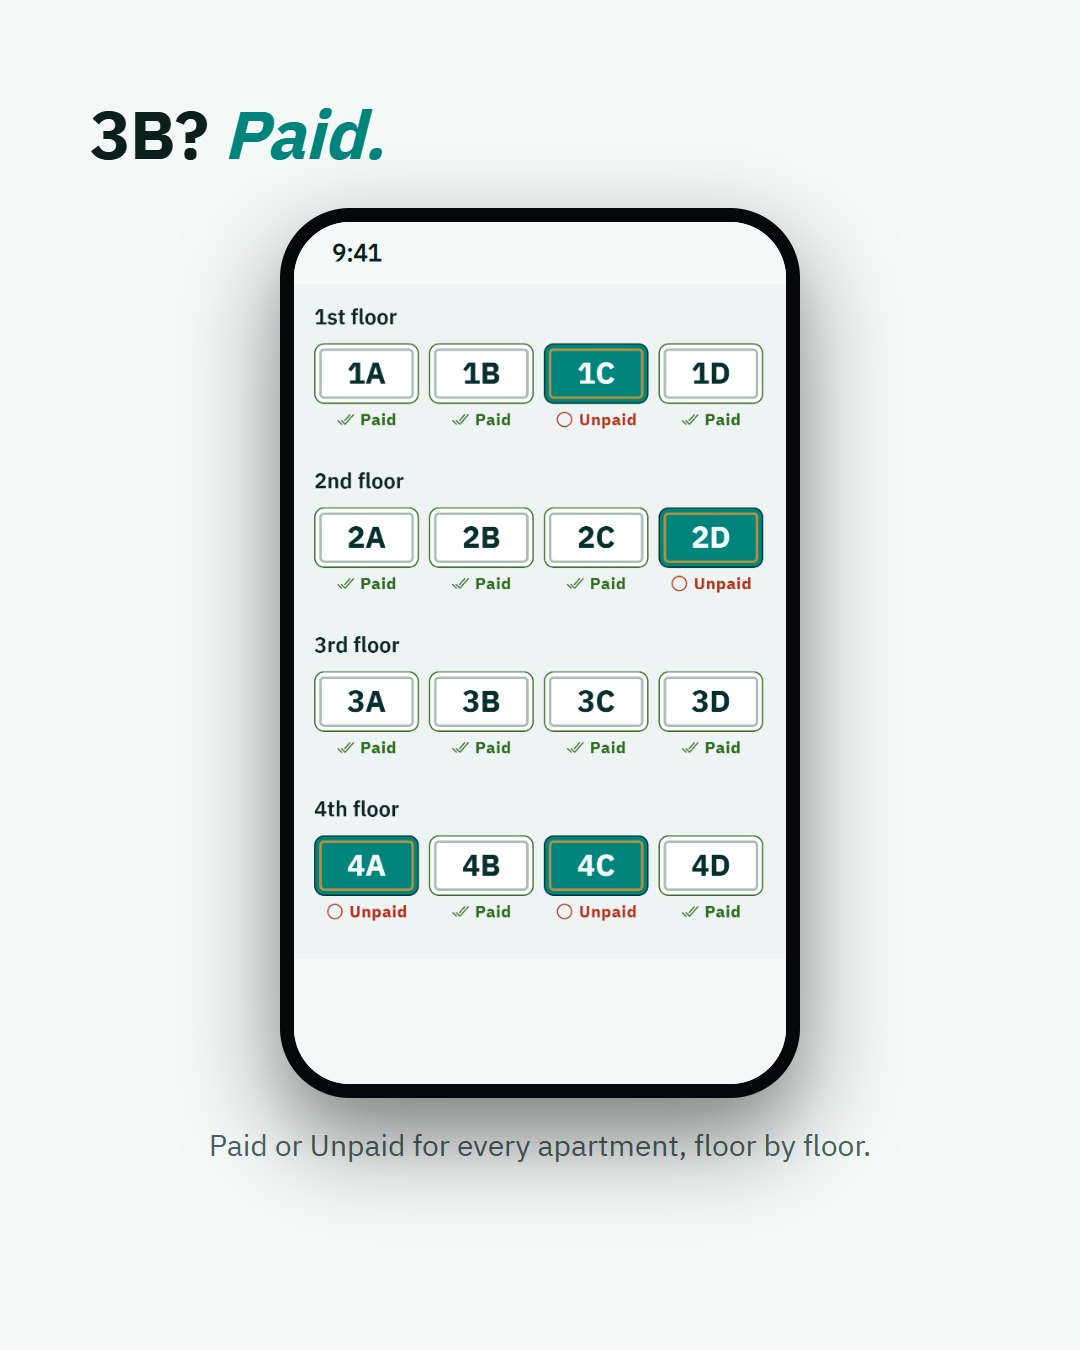 3B? Paid.
9:41
1st floor
1A 1B 1C 1D
Paid Paid Unpaid Paid
2nd floor
2A 2B 2C 2D
Paid Paid Paid Unpaid
3rd floor
3A 3B 3C 3D
Paid Paid Paid Paid
4th floor
4A 4B 4C 4D
Unpaid Paid Unpaid Paid
Paid or Unpaid for every apartment, floor by floor.